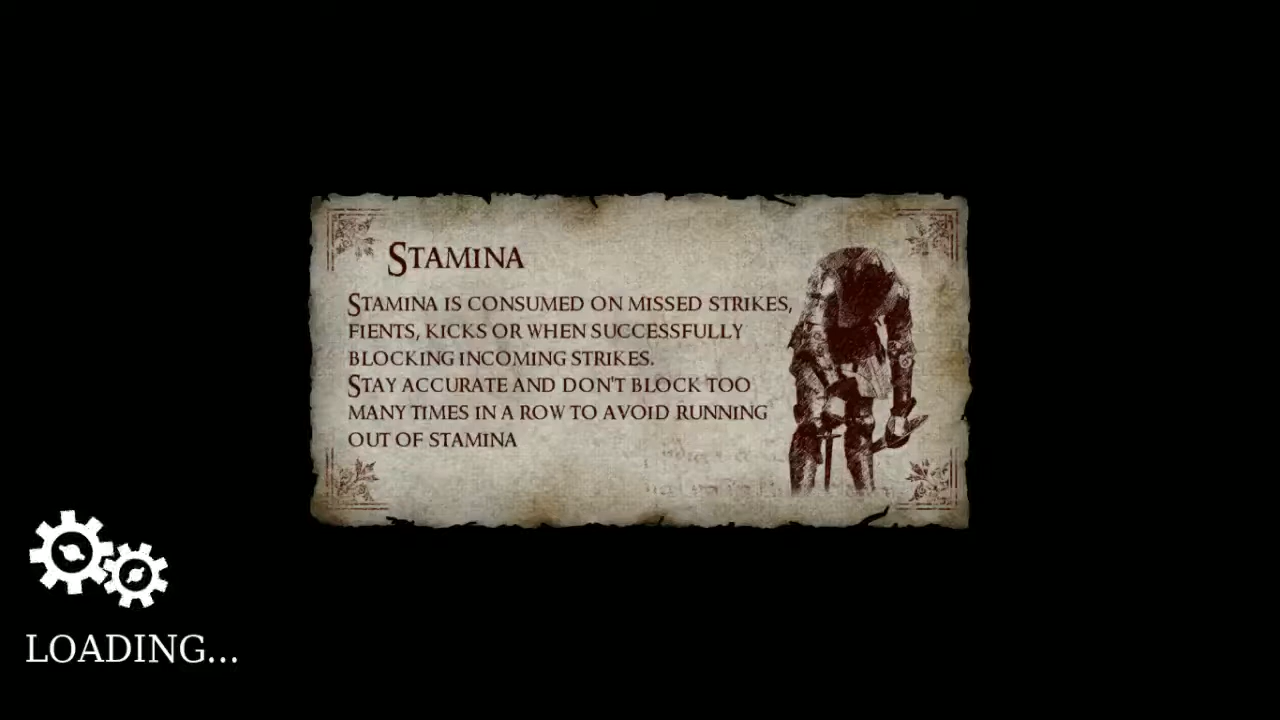 STAMINA
STAMINA IS CONSUMED ON MISSED STRIKES,
FIENTS, KICKS OR WHEN SUCCESSFULLY
BLOCKING INCOMING STRIKES.
STAY ACCURATE AND DON'T BLOCK TOO
MANY TIMES IN A ROW TO AVOID RUNNING
OUT OF STAMINA
LOADING...